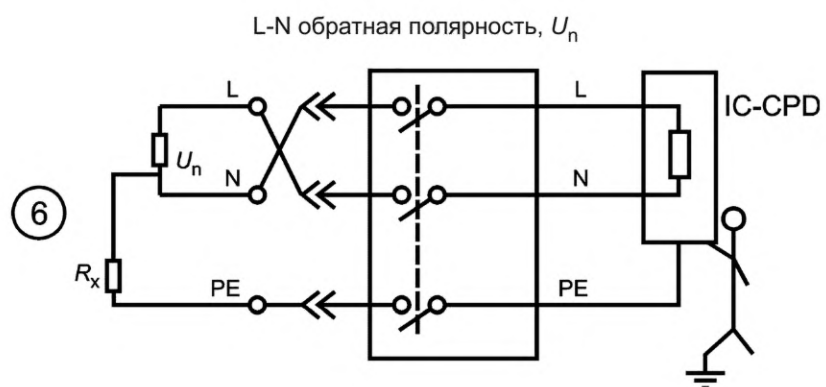 L-N обратная полярность, Un
L
L
IC-CPD
Un
N
N
6
Rx
PE
PE